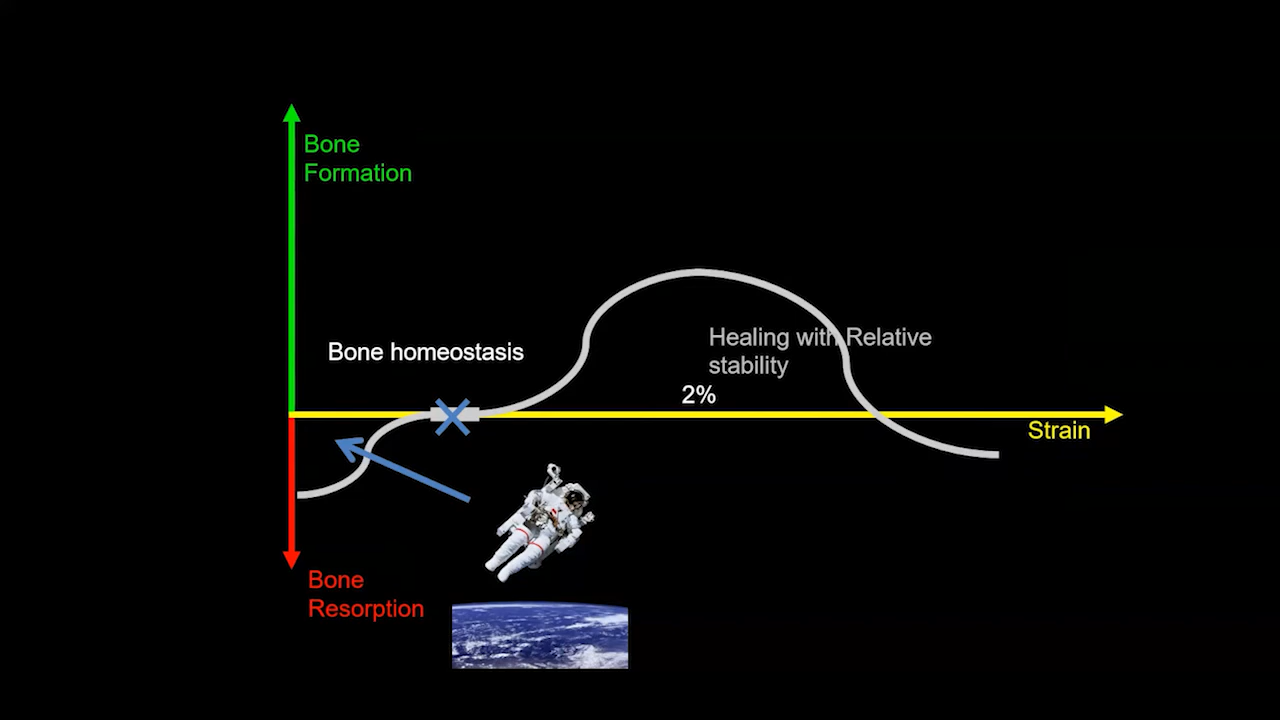 Bone
Formation
Bone homeostasis
Healing with Relative
stability
2%
Strain
Bone
Resorption